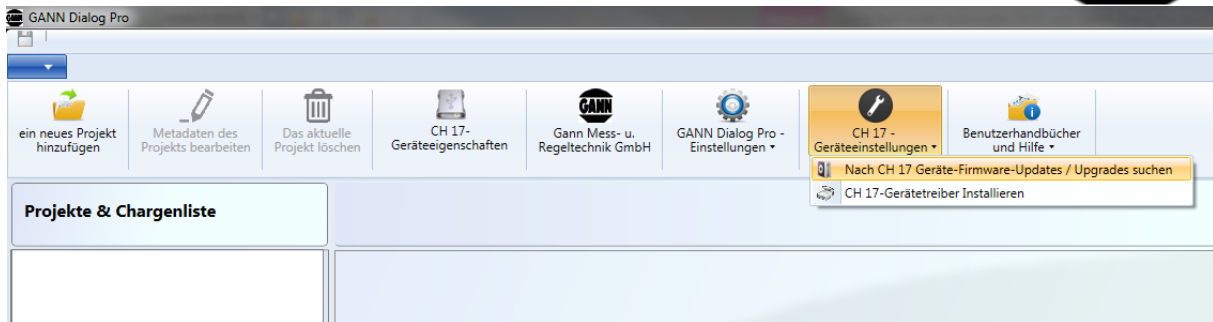 GANN Dialog Pro
ein neues Projekt
hinzufügen
Metadaten des
Projekts bearbeiten
Das aktuelle
Projekt löschen
CH 17-
Geräteeigenschaften
GANN
Gann Mess- u.
Regeltechnik GmbH
GANN Dialog Pro -
Einstellungen
CH 17 -
Geräteeinstellungen
Benutzerhandbücher
und Hilfe
Nach CH 17 Geräte-Firmware-Updates / Upgrades suchen
CH 17-Gerätetreiber Installieren
Projekte & Chargenliste